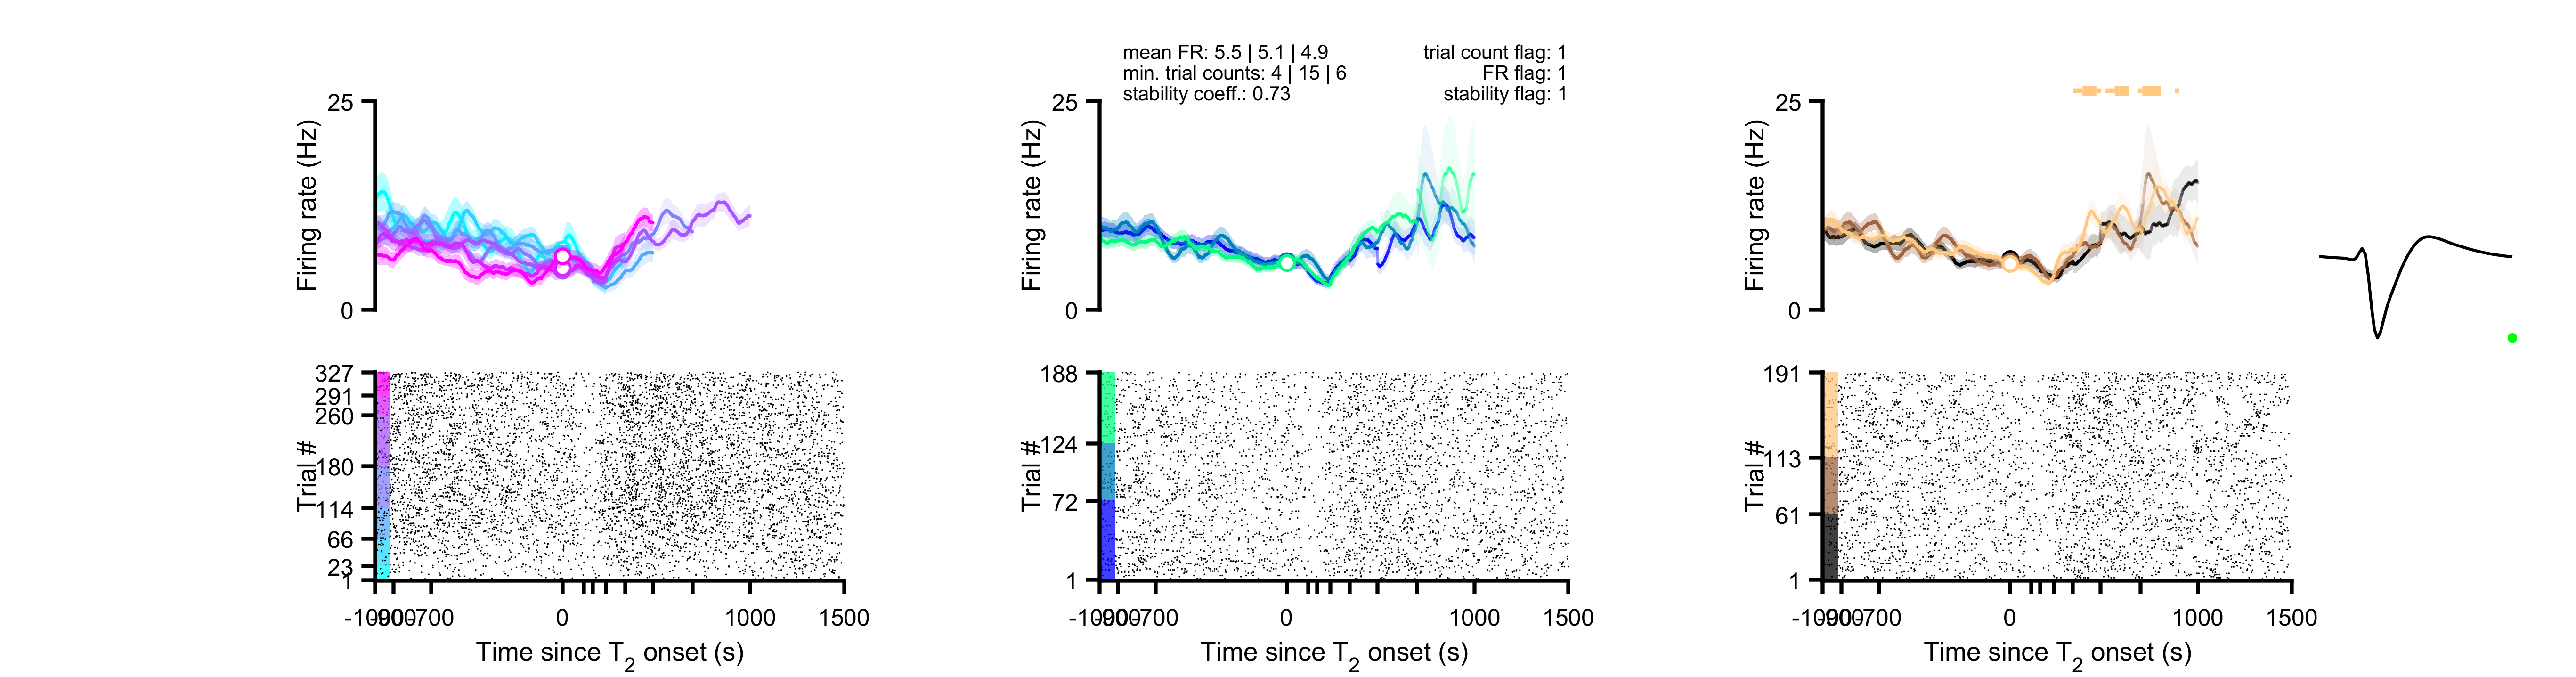 mean FR: 5.5 | 5.1 | 4.9
min. trial counts: 4 | 15 | 6
stability coeff.: 0.73
trial count flag: 1
FR flag: 1
stability flag: 1
25
Firing rate (Hz)
0
25
Firing rate (Hz)
0
25
Firing rate (Hz)
0
327
291
260
180
114
66
23
1
Trial #
188
124
72
1
Trial #
191
113
61
1
Trial #
-1000 -900 -700 0 1000 1500
-1000 -900 -700 0 1000 1500
-1000 -900 -700 0 1000 1500
Time since T2 onset (s)
Time since T2 onset (s)
Time since T2 onset (s)